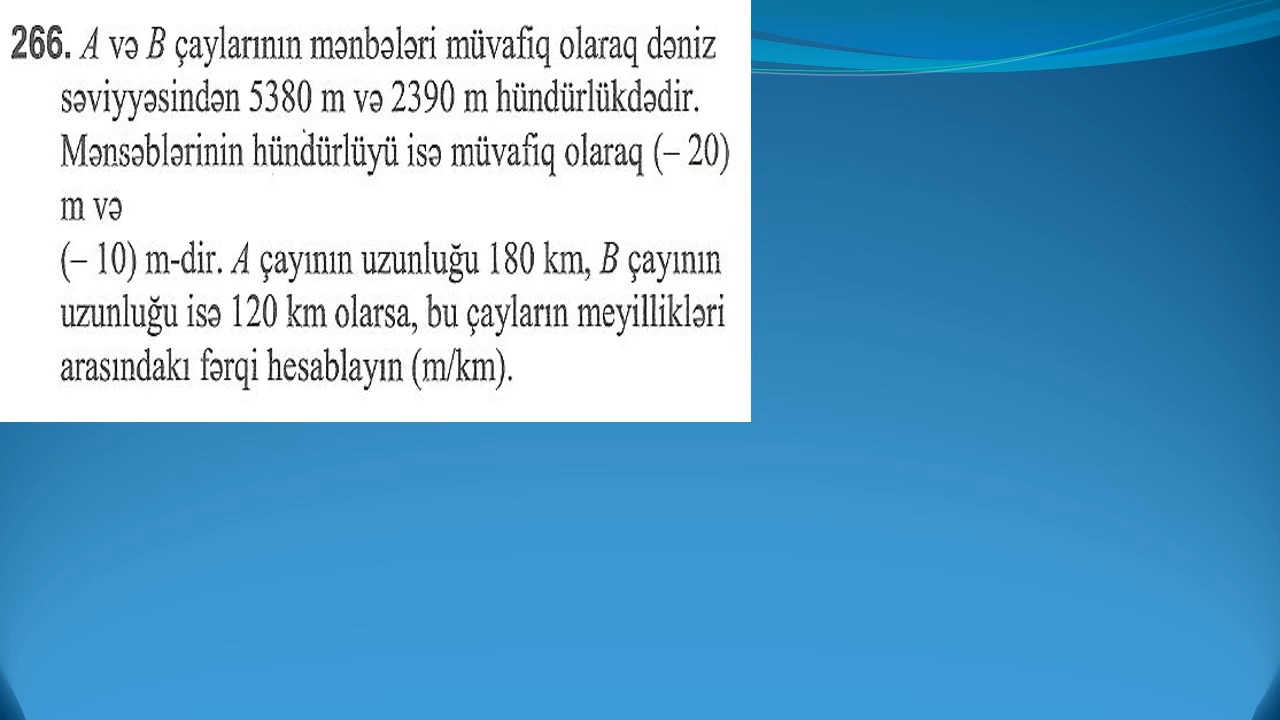 266. A və B çaylarının mənbələri müvafiq olaraq dəniz
səviyyəsindən 5380 m və 2390 m hündürlükdədir.
Mənsəblərinin hündürlüyü isə müvafiq olaraq (– 20)
m və
(– 10) m-dir. A çayının uzunluğu 180 km, B çayının
uzunluğu isə 120 km olarsa, bu çayların meyillikləri
arasındakı fərqi hesablayın (m/km).